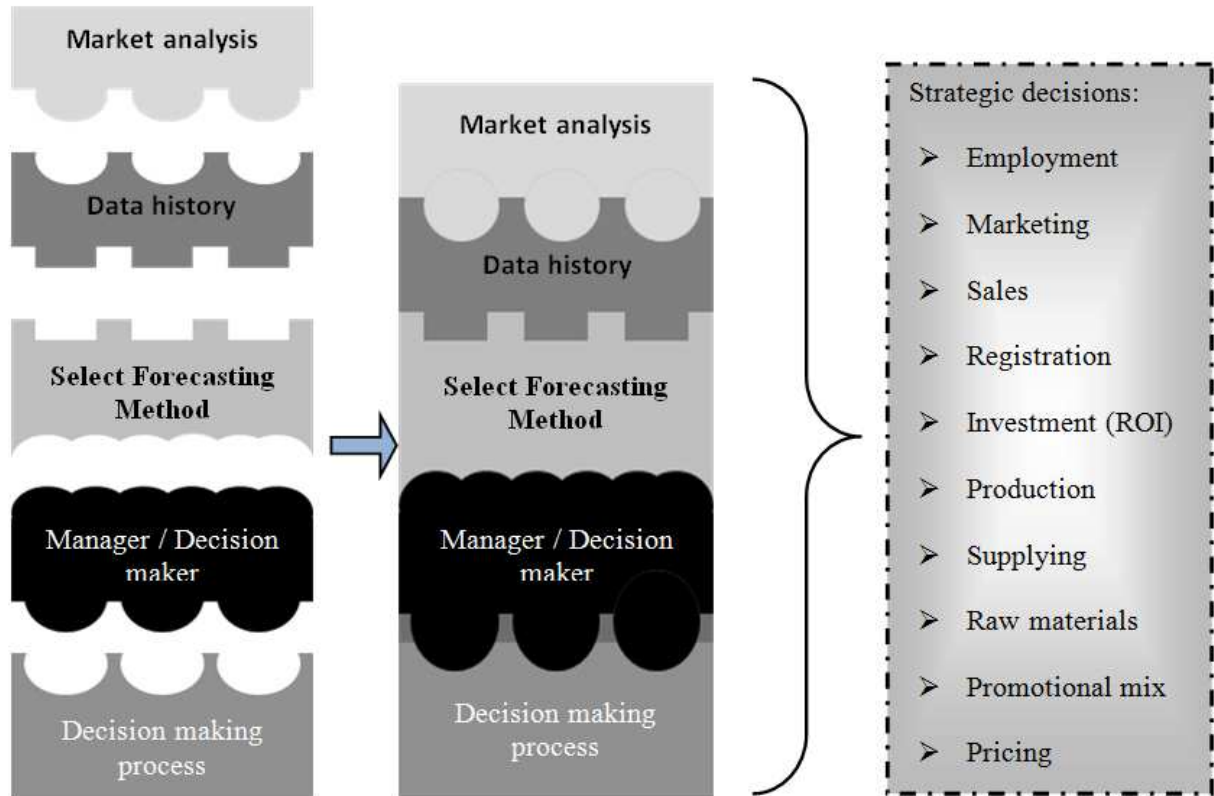 Market analysis
Data history
Select Forecasting
Method
Manager / Decision
maker
Decision making
process
Market analysis
Data history
Select Forecasting
Method
Manager / Decision
maker
Decision making
process
Strategic decisions:
➢ Employment
➢ Marketing
➢ Sales
➢ Registration
➢ Investment (ROI)
➢ Production
➢ Supplying
➢ Raw materials
➢ Promotional mix
➢ Pricing